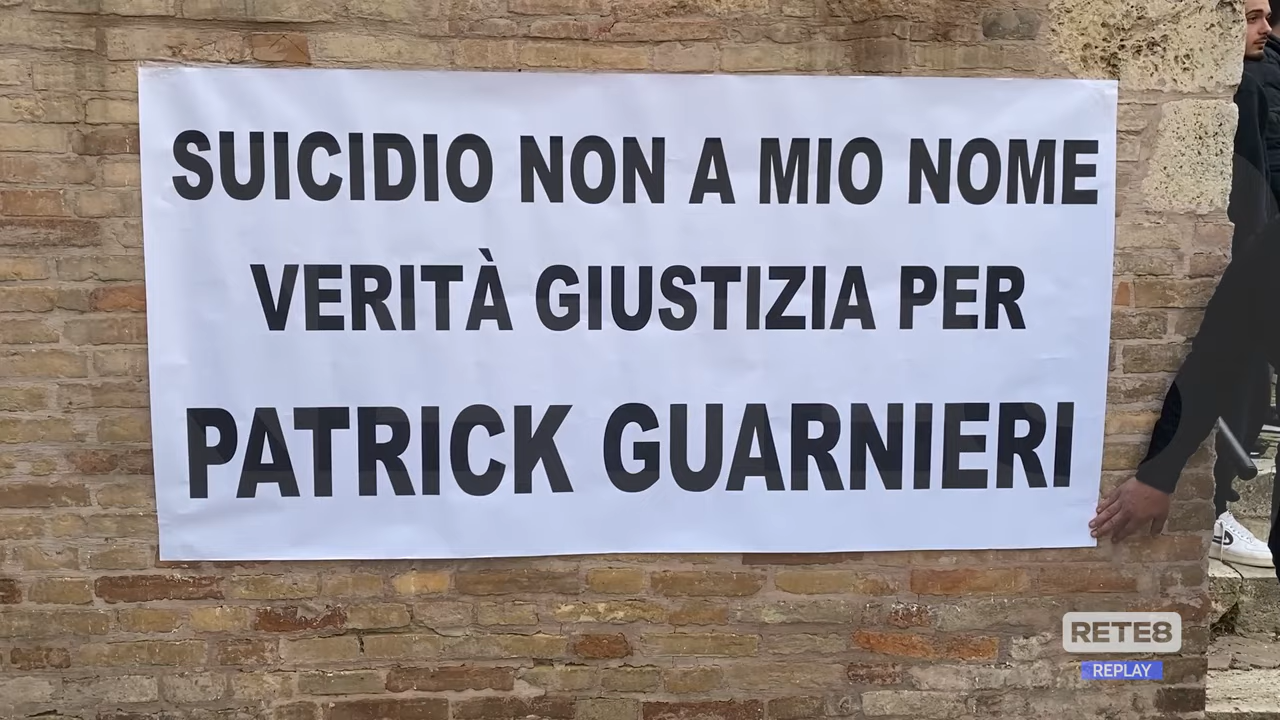 SUICIDIO NON A MIO NOME
VERITÀ GIUSTIZIA PER
PATRICK GUARNIERI
RETE8
REPLAY